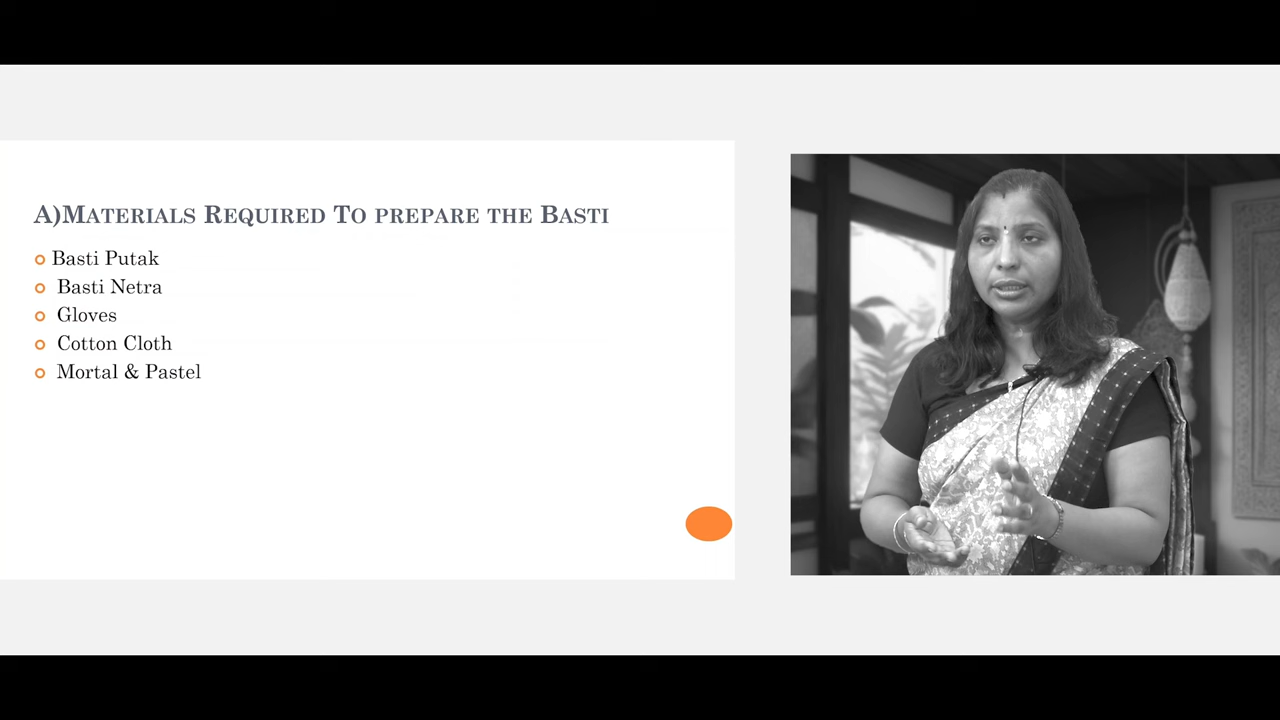 A)Materials Required To prepare the Basti
Basti Putak
Basti Netra
Gloves
Cotton Cloth
Mortal & Pastel